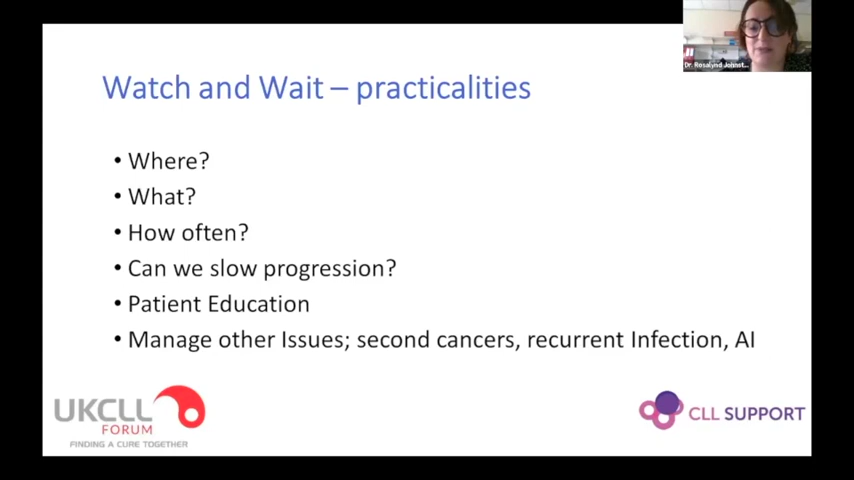 Dr. Rosalynd Johnst...
Watch and Wait – practicalities
• Where?
• What?
• How often?
• Can we slow progression?
• Patient Education
• Manage other Issues; second cancers, recurrent Infection, AI
UKCLL
FORUM
FINDING A CURE TOGETHER
CLL SUPPORT